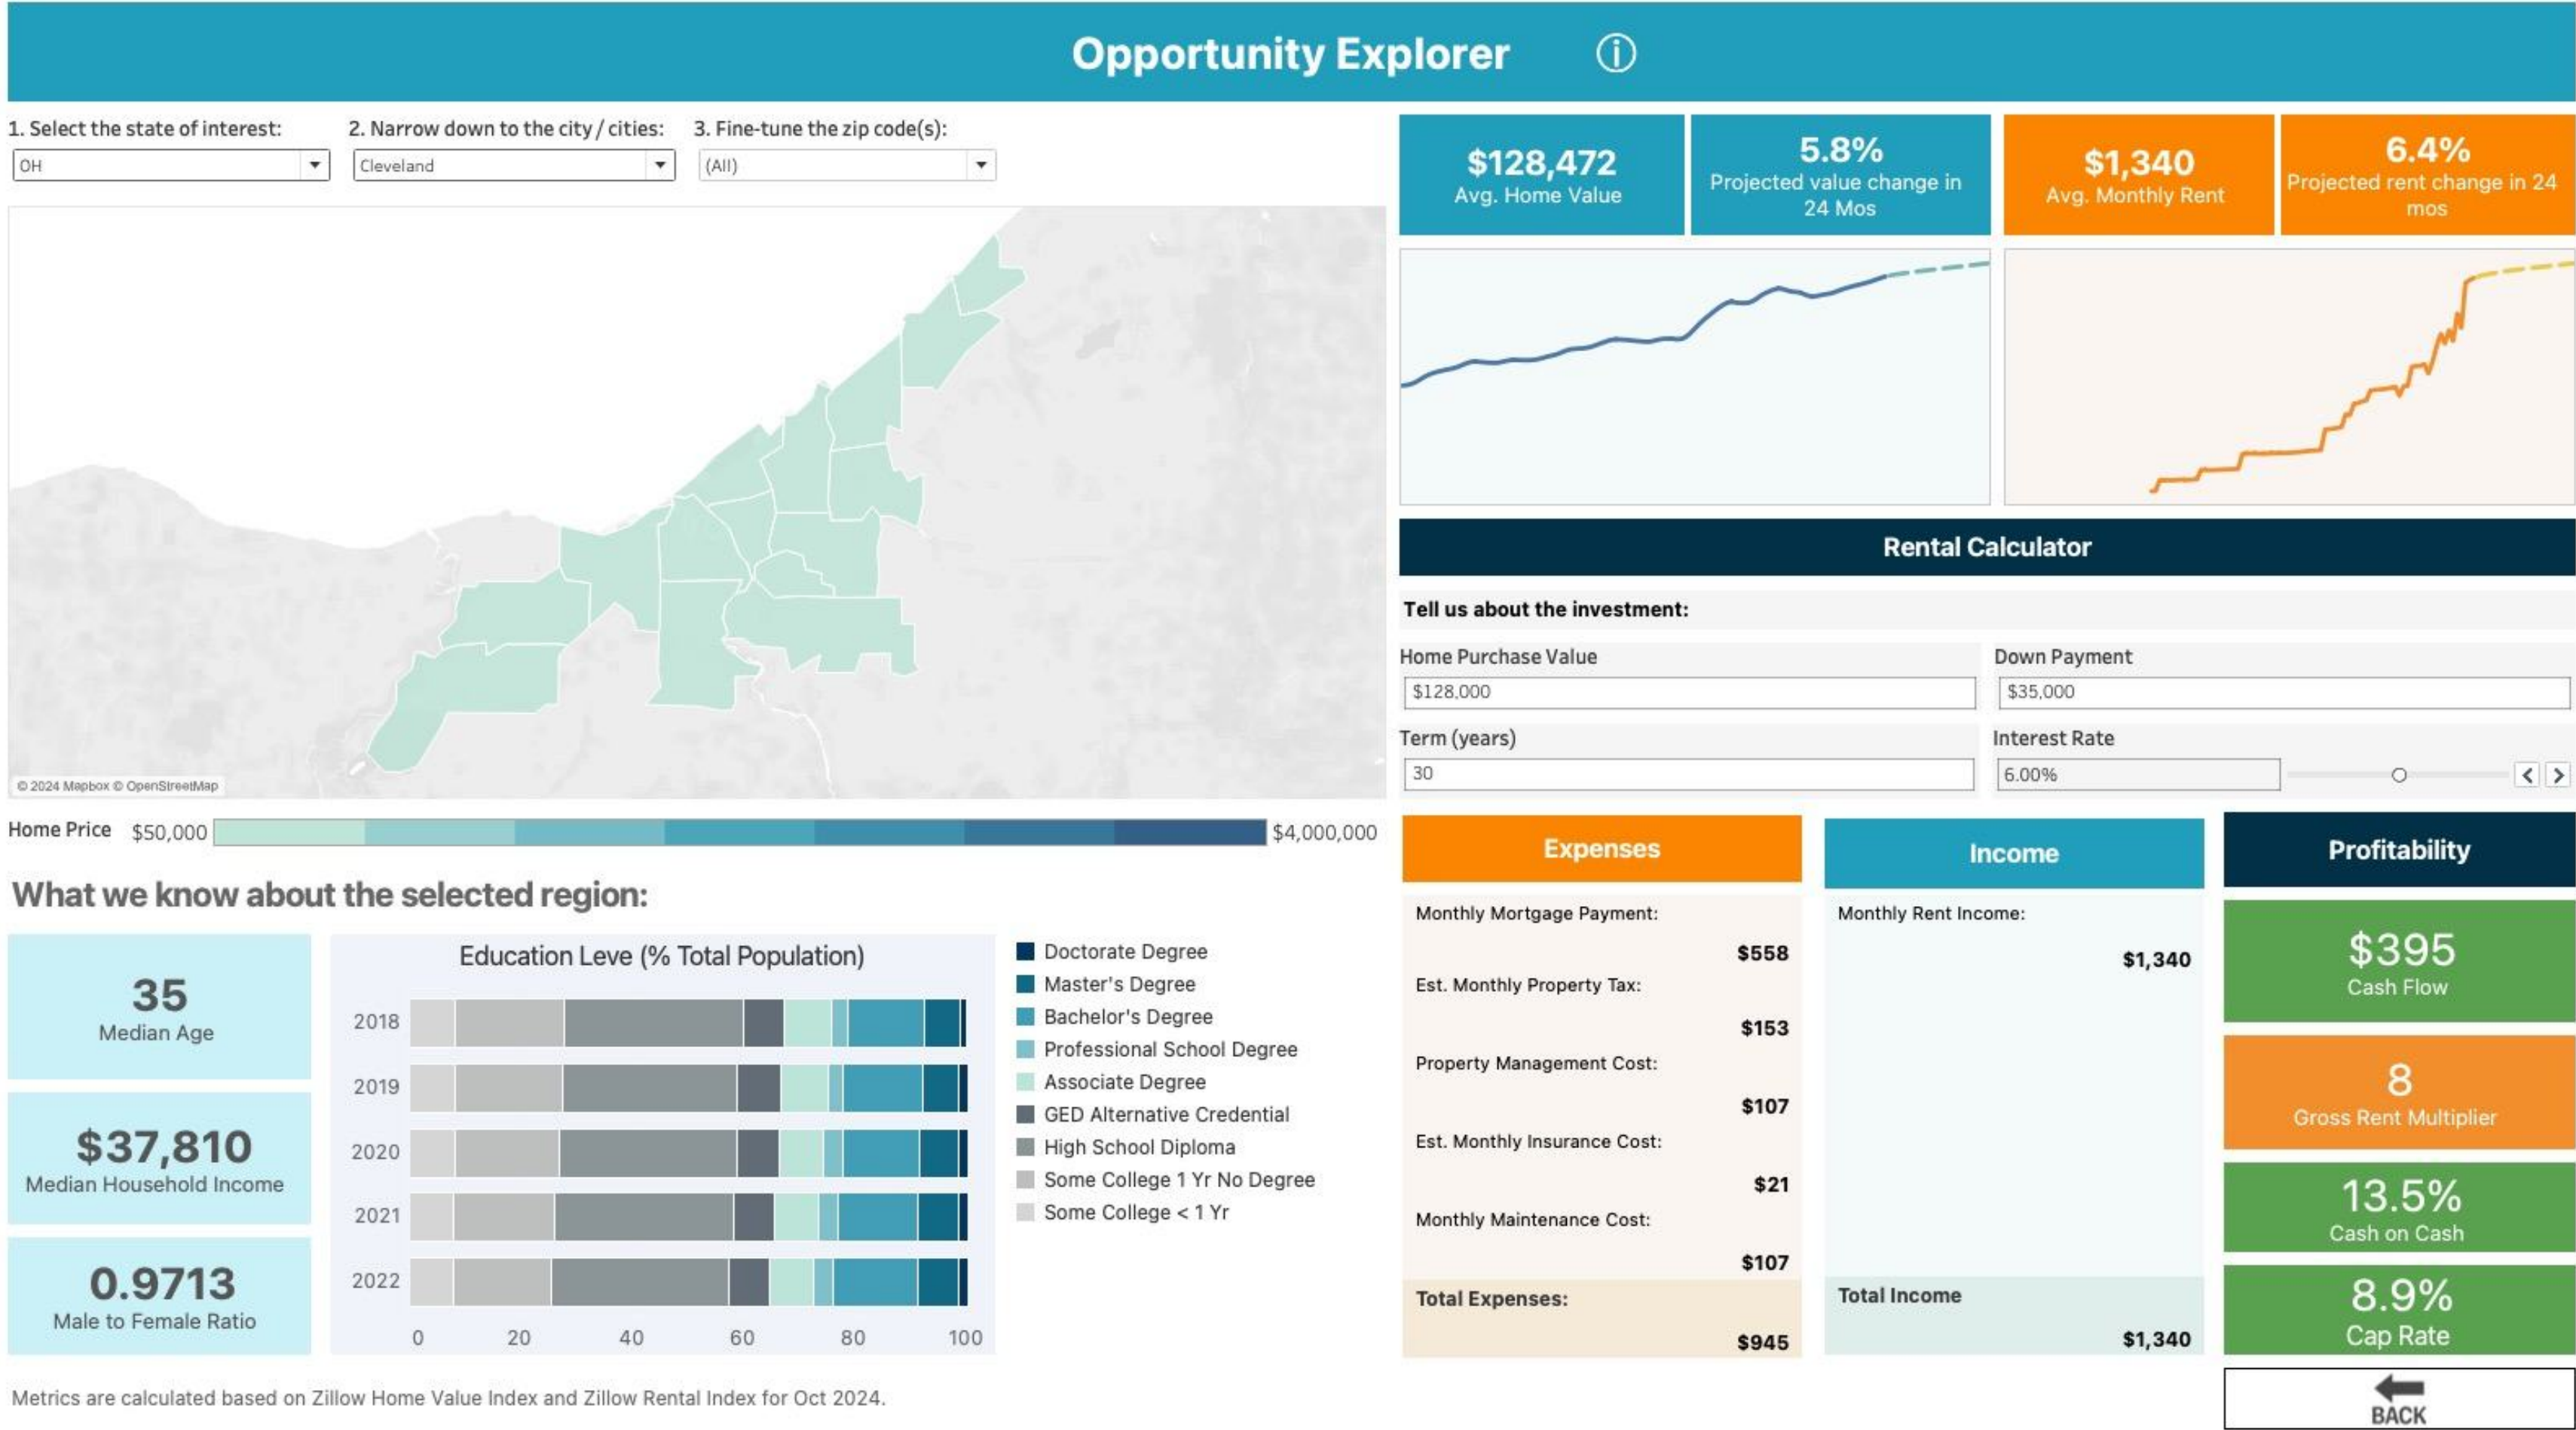 Opportunity Explorer
1. Select the state of interest:
OH
2. Narrow down to the city / cities:
Cleveland
3. Fine-tune the zip code(s):
(All)
$128,472
Avg. Home Value
5.8%
Projected value change in
24 Mos
$1,340
Avg. Monthly Rent
6.4%
Projected rent change in 24
mos
© 2024 Mapbox © OpenStreetMap
Home Price $50,000 $4,000,000
Rental Calculator
Tell us about the investment:
Home Purchase Value
$128,000
Down Payment
$35,000
Term (years)
30
Interest Rate
6.00%
What we know about the selected region:
35
Median Age
$37,810
Median Household Income
0.9713
Male to Female Ratio
Education Leve (% Total Population)
2018
2019
2020
2021
2022
0 20 40 60 80 100
Doctorate Degree
Master's Degree
Bachelor's Degree
Professional School Degree
Associate Degree
GED Alternative Credential
High School Diploma
Some College 1 Yr No Degree
Some College < 1 Yr
Expenses
Monthly Mortgage Payment:
$558
Est. Monthly Property Tax:
$153
Property Management Cost:
$107
Est. Monthly Insurance Cost:
$21
Monthly Maintenance Cost:
$107
Total Expenses:
$945
Income
Monthly Rent Income:
$1,340
Total Income
$1,340
Profitability
$395
Cash Flow
8
Gross Rent Multiplier
13.5%
Cash on Cash
8.9%
Cap Rate
BACK
Metrics are calculated based on Zillow Home Value Index and Zillow Rental Index for Oct 2024.